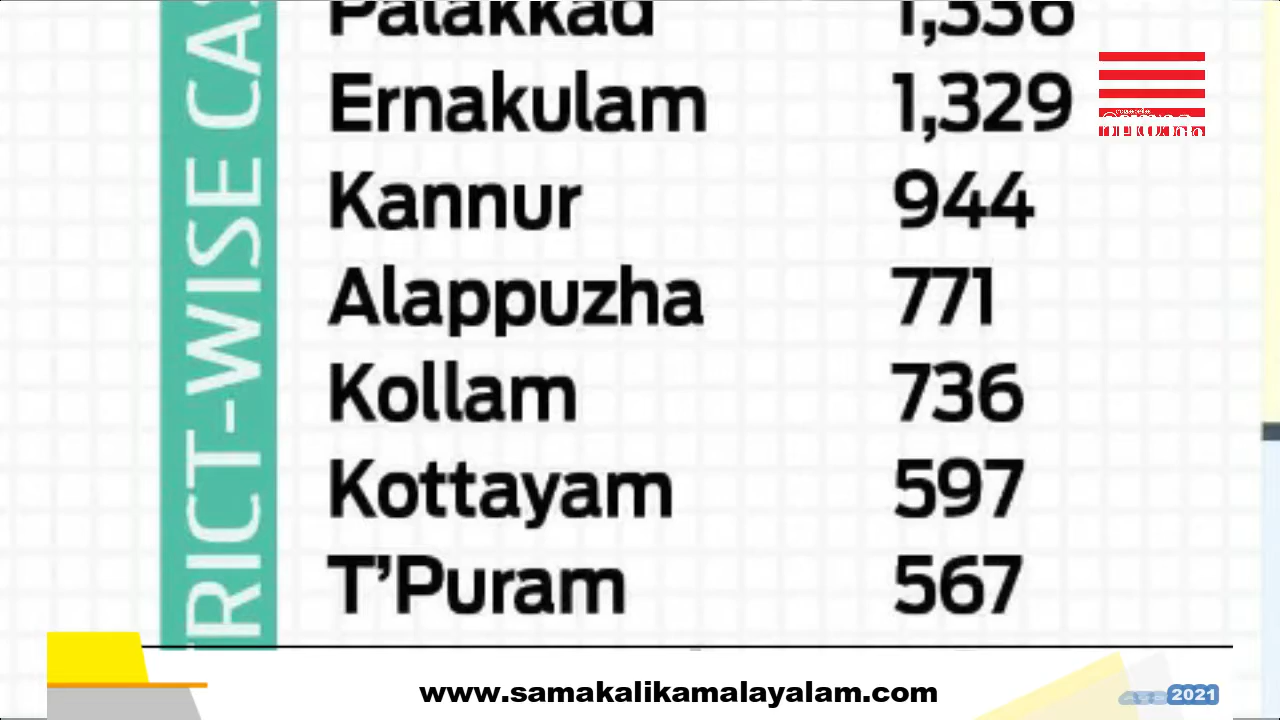 Palakkad 1,336
Ernakulam 1,329
Kannur 944
Alappuzha 771
Kollam 736
Kottayam 597
T'Puram 567
RICT-WISE CAS
www.samakalikamalayalam.com
2021